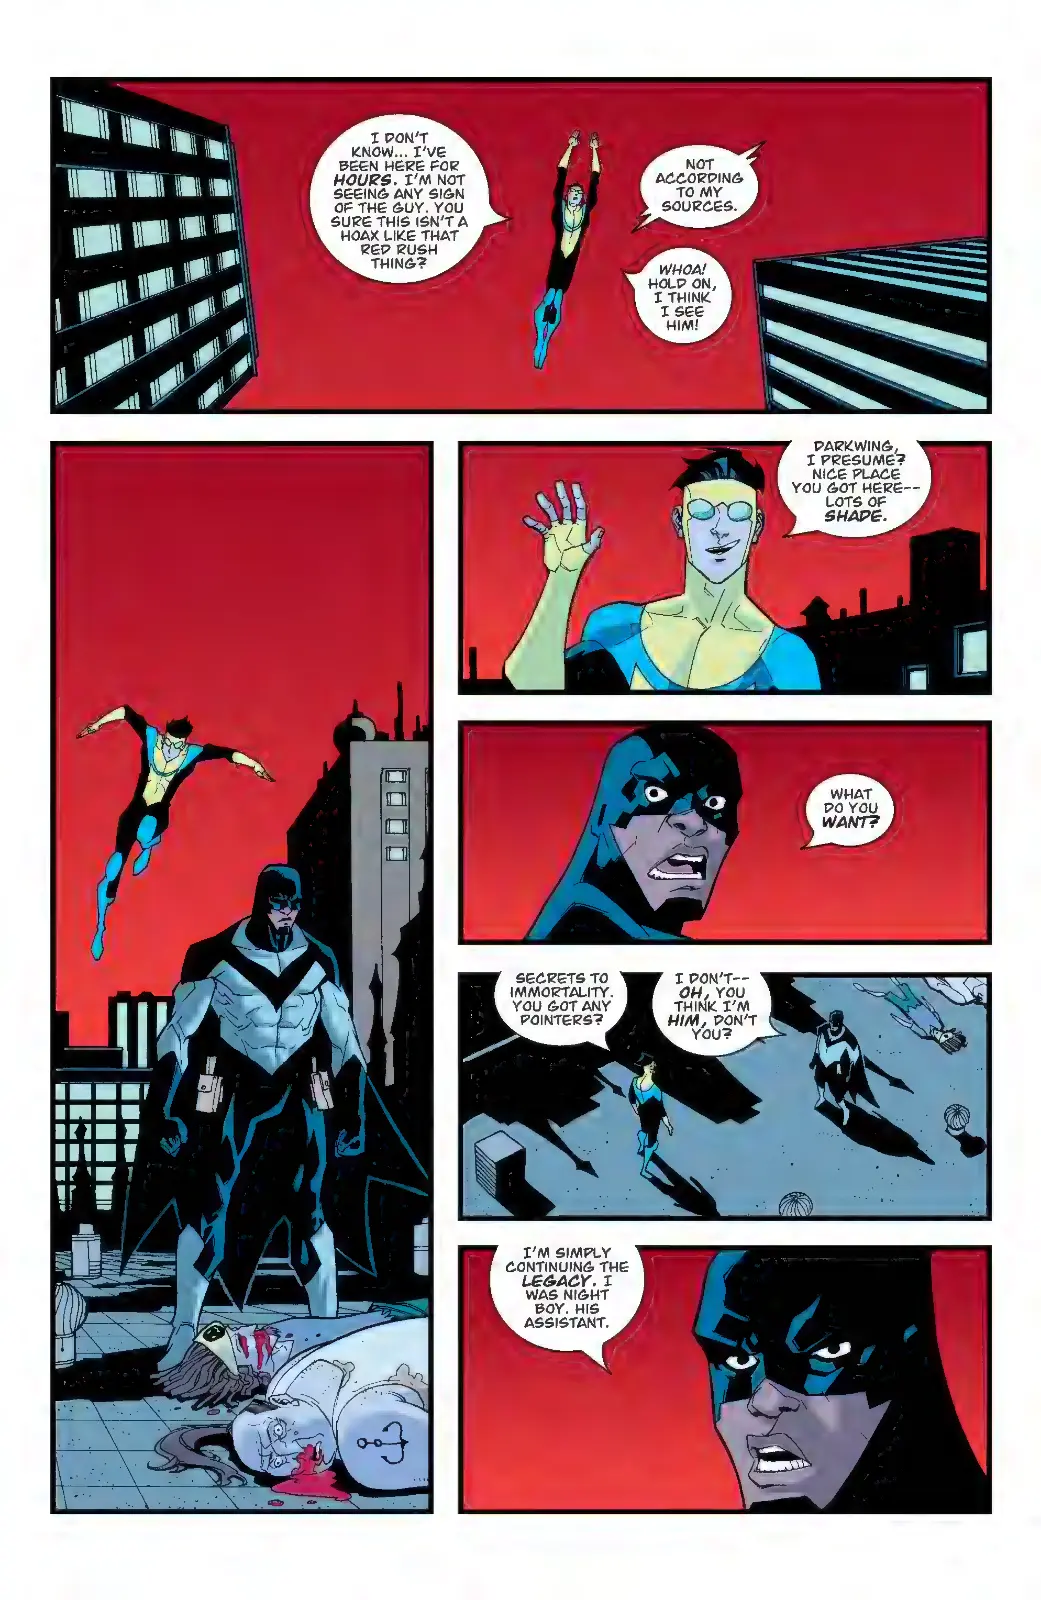 I DON'T
KNOW... I'VE
BEEN HERE FOR
HOURS. I'M NOT
SEEING ANY SIGN
OF THE GUY. YOU
SURE THIS ISN'T A
HOAX LIKE THAT
RED RUSH
THING?
NOT
ACCORDING
TO MY
SOURCES.
WHOA!
HOLD ON,
I THINK
I SEE
HIM!
DARKWING,
I PRESUME?
NICE PLACE
YOU GOT HERE--
LOTS OF
SHADE.
WHAT
DO YOU
WANT?
SECRETS TO
IMMORTALITY.
YOU GOT ANY
POINTERS?
I DON'T--
OH, YOU
THINK I'M
HIM, DON'T
YOU?
I'M SIMPLY
CONTINUING THE
LEGACY. I
WAS NIGHT
BOY. HIS
ASSISTANT.